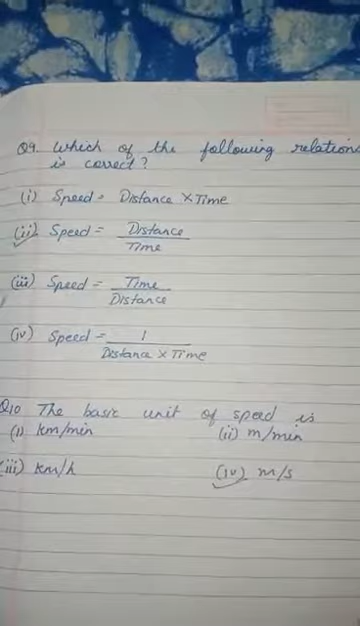 Q9. Which of the following relations
is correct?
(i) Speed = Distance × Time
(ii) Speed = Distance / Time
(iii) Speed = Time / Distance
(iv) Speed = 1 / Distance × Time
Q10 The basic unit of speed is
(i) km/min (ii) m/min
(iii) km/h (iv) m/s